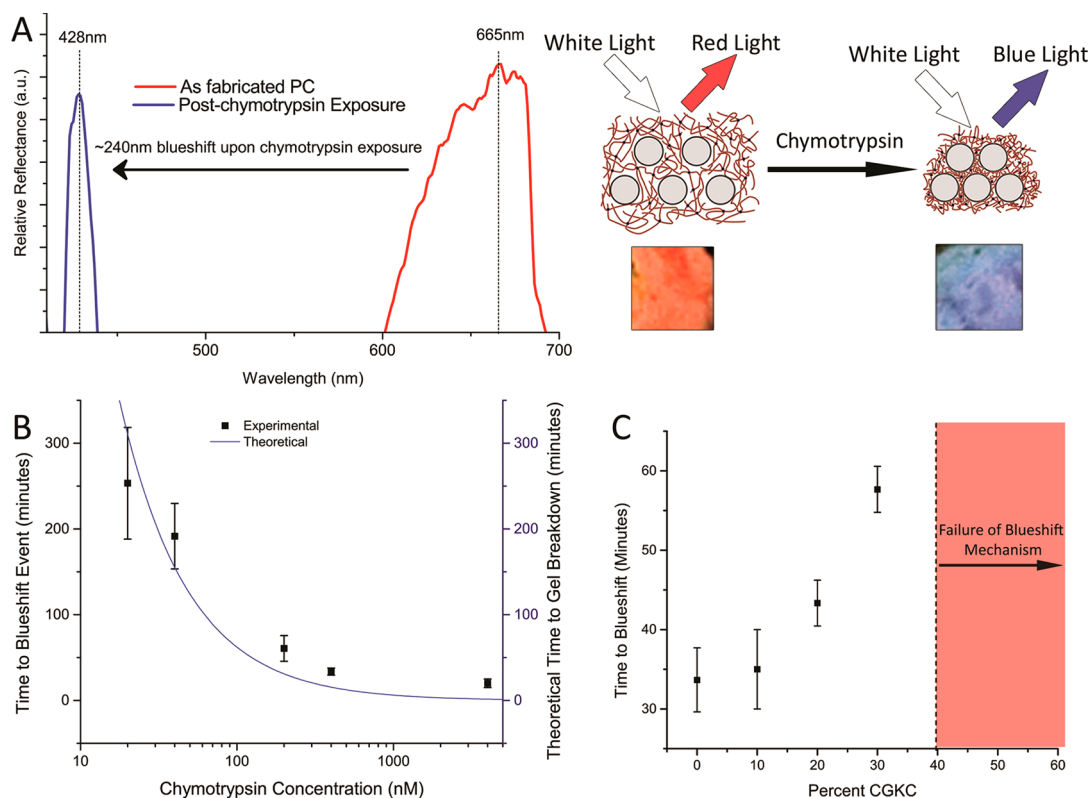 A
428nm
665nm
As fabricated PC
Post-chymotrypsin Exposure
~240nm blueshift upon chymotrypsin exposure
Relative Reflectance (a.u.)
500
600
700
Wavelength (nm)
White Light
Red Light
Chymotrypsin
White Light
Blue Light
B
Experimental
Theoretical
Time to Blueshift Event (minutes)
300
200
100
0
10
100
1000
Chymotrypsin Concentration (nM)
300
200
100
0
Theoretical Time to Gel Breakdown (minutes)
C
Time to Blueshift (Minutes)
60
50
40
30
0
10
20
30
40
50
60
Percent CGKC
Failure of Blueshift
Mechanism